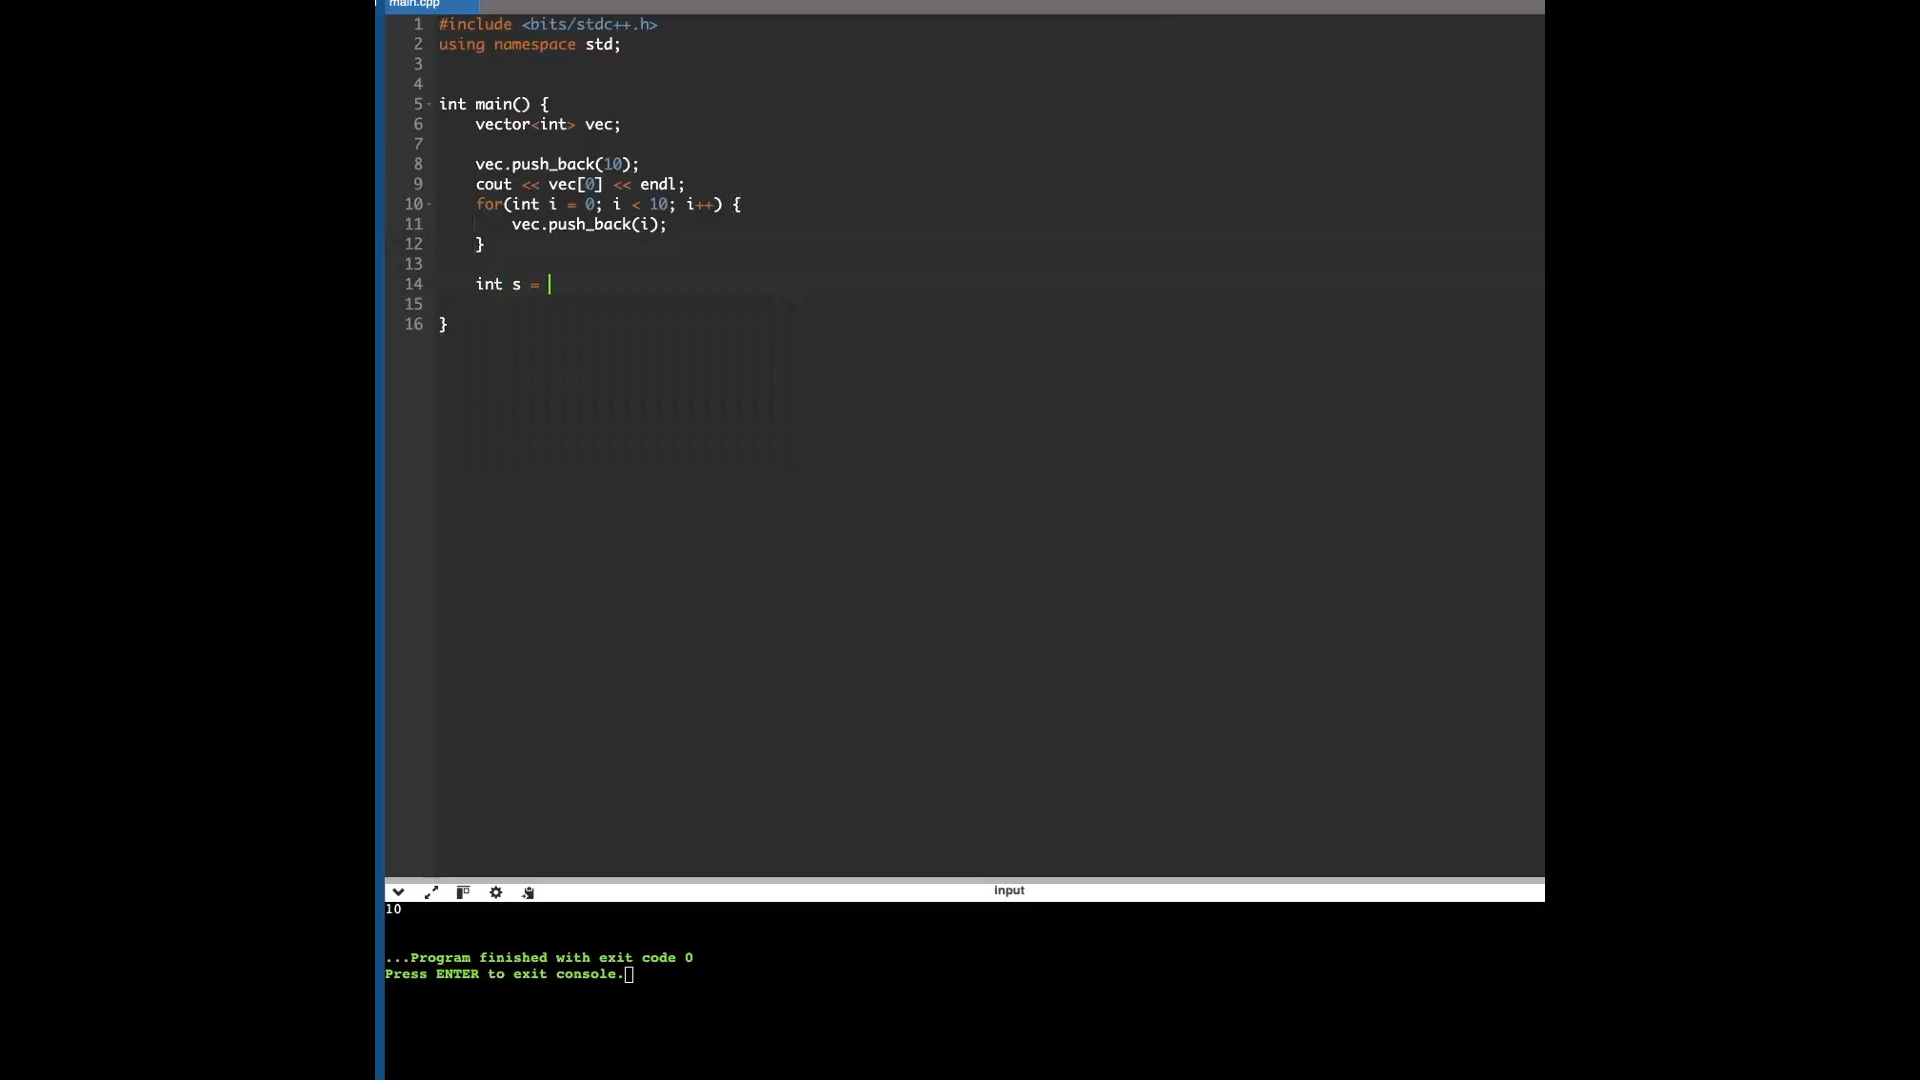 main.cpp
1 #include <bits/stdc++.h>
2 using namespace std;
3
4
5 int main() {
6     vector<int> vec;
7
8     vec.push_back(10);
9     cout << vec[0] << endl;
10     for(int i = 0; i < 10; i++) {
11         vec.push_back(i);
12     }
13
14     int s =
15
16 }
input
10
...Program finished with exit code 0
Press ENTER to exit console.